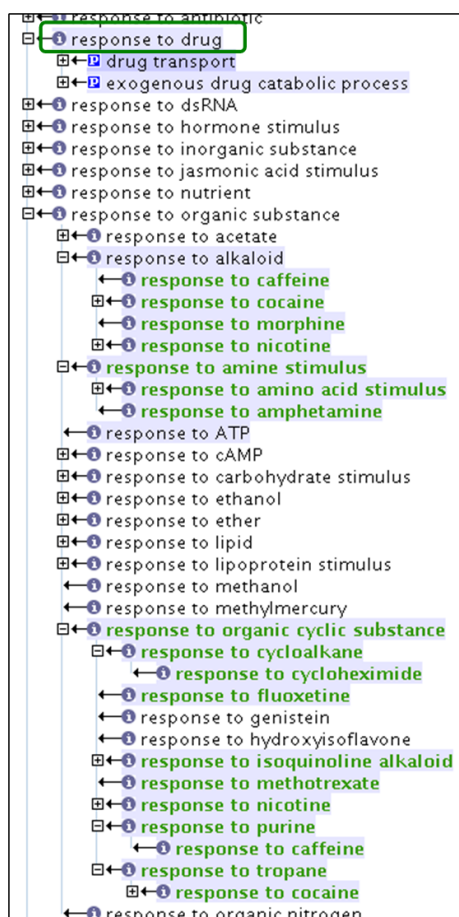 response to antibiotic
response to drug
P drug transport
P exogenous drug catabolic process
response to dsRNA
response to hormone stimulus
response to inorganic substance
response to jasmonic acid stimulus
response to nutrient
response to organic substance
response to acetate
response to alkaloid
response to caffeine
response to cocaine
response to morphine
response to nicotine
response to amine stimulus
response to amino acid stimulus
response to amphetamine
response to ATP
response to cAMP
response to carbohydrate stimulus
response to ethanol
response to ether
response to lipid
response to lipoprotein stimulus
response to methanol
response to methylmercury
response to organic cyclic substance
response to cycloalkane
response to cycloheximide
response to fluoxetine
response to genistein
response to hydroxyisoflavone
response to isoquinoline alkaloid
response to methotrexate
response to nicotine
response to purine
response to caffeine
response to tropane
response to cocaine
response to organic nitrogen